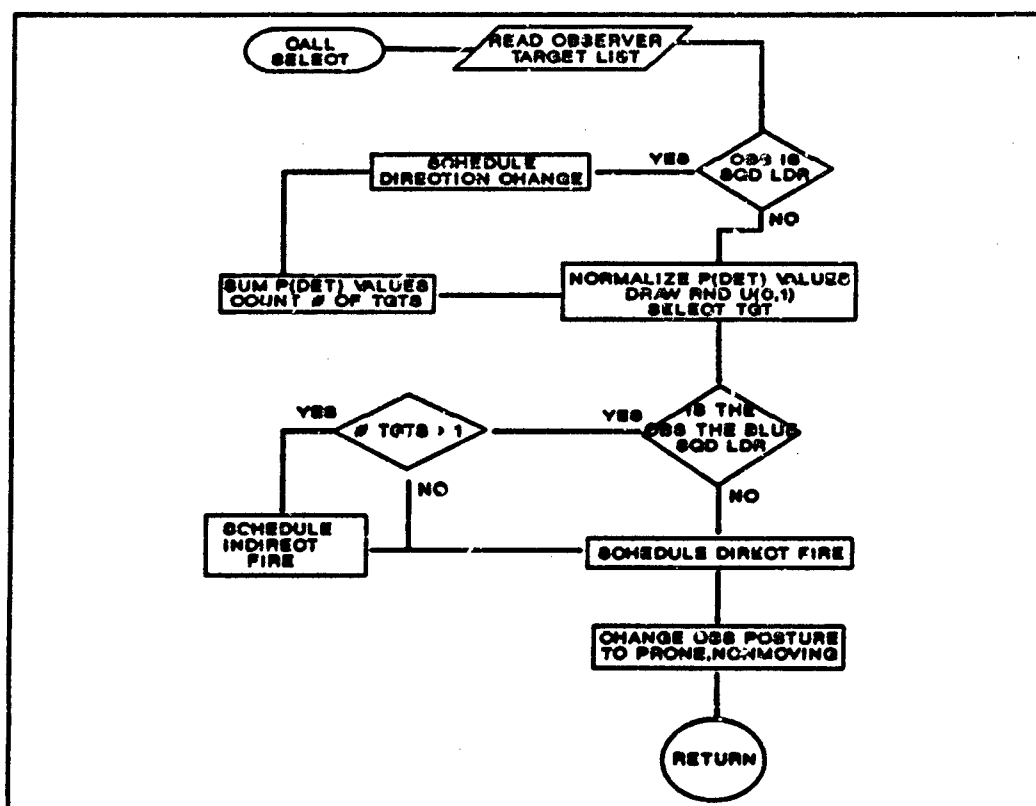 CALL
SELECT
READ OBSERVER
TARGET LIST
OBS IS
SQD LDR
YES
NO
SCHEDULE
DIRECTION CHANGE
SUM P(DET) VALUES
COUNT # OF TGTS
NORMALIZE P(DET) VALUES
DRAW RND U(0,1)
SELECT TGT
IS THE
OBS THE BLUE
SQD LDR
YES
NO
# TGTS > 1
YES
NO
SCHEDULE
INDIRECT
FIRE
SCHEDULE DIRECT FIRE
CHANGE OBS POSTURE
TO PRONE,NONMOVING
RETURN